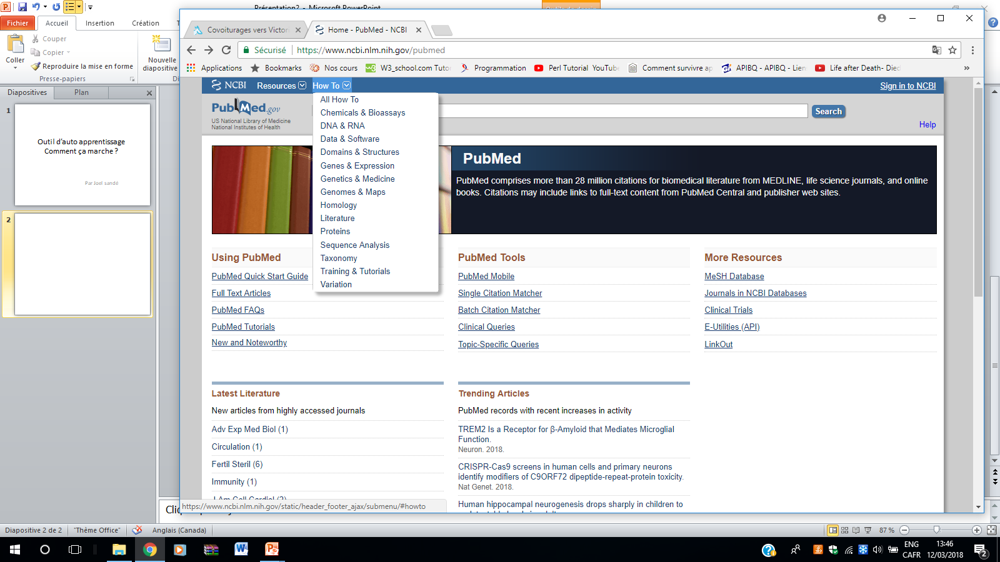 Présentation2 - Microsoft PowerPoint
Fichier
Accueil
Insertion
Création
Coller
Couper
Copier
Reproduire la mise en forme
Presse-papiers
Nouvelle
diapositive
Diapositives
Plan
1
Outil d'auto apprentissage
Comment ça marche ?
Par Joel sandé
2
Covoiturages vers Victori
Home - PubMed - NCBI
Sécurisé
https://www.ncbi.nlm.nih.gov/pubmed
Applications
Bookmarks
Nos cours
W3_school.com Tutor
Programmation
Perl Tutorial YouTube
Comment survivre ap
APIBQ - APIBQ - Lien
Life after Death- Died
»
NCBI
Resources
How To
Sign in to NCBI
PubMed.gov
US National Library of Medicine
National Institutes of Health
Search
Help
All How To
Chemicals & Bioassays
DNA & RNA
Data & Software
Domains & Structures
Genes & Expression
Genetics & Medicine
Genomes & Maps
Homology
Literature
Proteins
Sequence Analysis
Taxonomy
Training & Tutorials
Variation
PubMed
PubMed comprises more than 28 million citations for biomedical literature from MEDLINE, life science journals, and online
books. Citations may include links to full-text content from PubMed Central and publisher web sites.
Using PubMed
PubMed Quick Start Guide
Full Text Articles
PubMed FAQs
PubMed Tutorials
New and Noteworthy
PubMed Tools
PubMed Mobile
Single Citation Matcher
Batch Citation Matcher
Clinical Queries
Topic-Specific Queries
More Resources
MeSH Database
Journals in NCBI Databases
Clinical Trials
E-Utilities (API)
LinkOut
Latest Literature
New articles from highly accessed journals
Adv Exp Med Biol (1)
Circulation (1)
Fertil Steril (6)
Immunity (1)
J Am Coll Cardiol (2)
Trending Articles
PubMed records with recent increases in activity
TREM2 Is a Receptor for β-Amyloid that Mediates Microglial
Function.
Neuron. 2018.
CRISPR-Cas9 screens in human cells and primary neurons
identify modifiers of C9ORF72 dipeptide-repeat-protein toxicity.
Nat Genet. 2018.
Human hippocampal neurogenesis drops sharply in children to
https://www.ncbi.nlm.nih.gov/static/header_footer_ajax/submenu/#howto
Diapositive 2 de 2
"Thème Office"
Anglais (Canada)
87 %
ENG
CAFR
13:46
12/03/2018
2